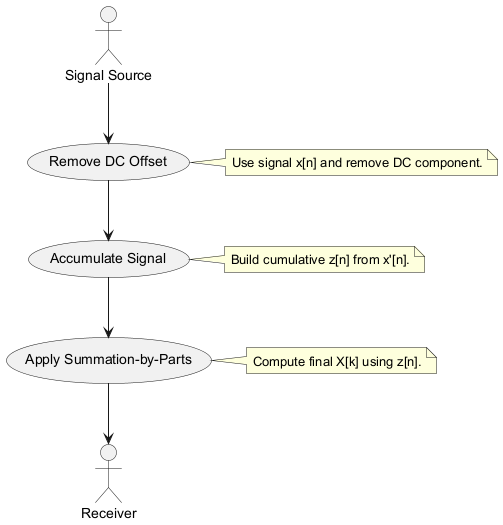 Signal Source
Remove DC Offset
Use signal x[n] and remove DC component.
Accumulate Signal
Build cumulative z[n] from x'[n].
Apply Summation-by-Parts
Compute final X[k] using z[n].
Receiver